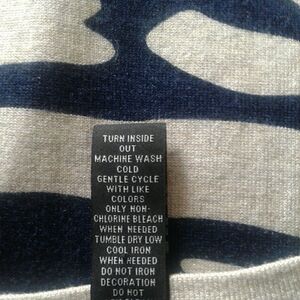 TURN INSIDE
OUT
MACHINE WASH
COLD
GENTLE CYCLE
WITH LIKE
COLORS
ONLY NON-
CHLORINE BLEACH
WHEN NEEDED
TUMBLE DRY LOW
COOL IRON
WHEN NEEDED
DO NOT IRON
DECORATION
DO NOT